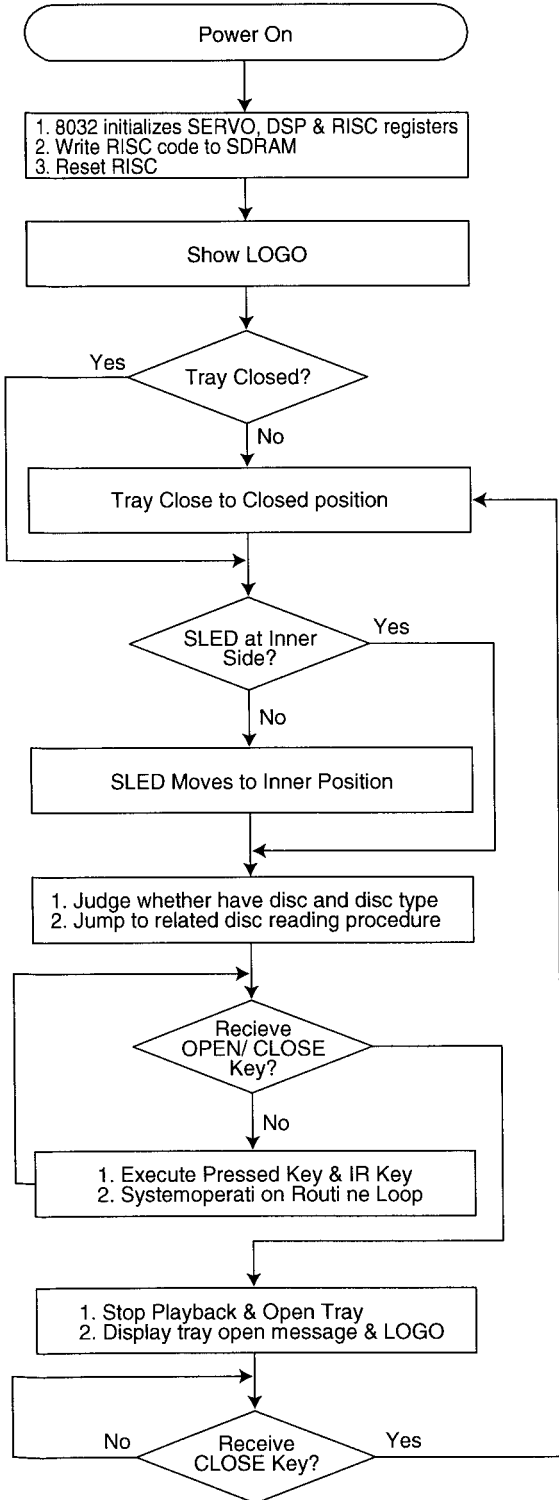 Power On
1. 8032 initializes SERVO, DSP & RISC registers
2. Write RISC code to SDRAM
3. Reset RISC
Show LOGO
Yes
Tray Closed?
No
Tray Close to Closed position
SLED at Inner
Side?
Yes
No
SLED Moves to Inner Position
1. Judge whether have disc and disc type
2. Jump to related disc reading procedure
Recieve
OPEN/ CLOSE
Key?
No
1. Execute Pressed Key & IR Key
2. Systemoperati on Routi ne Loop
1. Stop Playback & Open Tray
2. Display tray open message & LOGO
No
Receive
CLOSE Key?
Yes